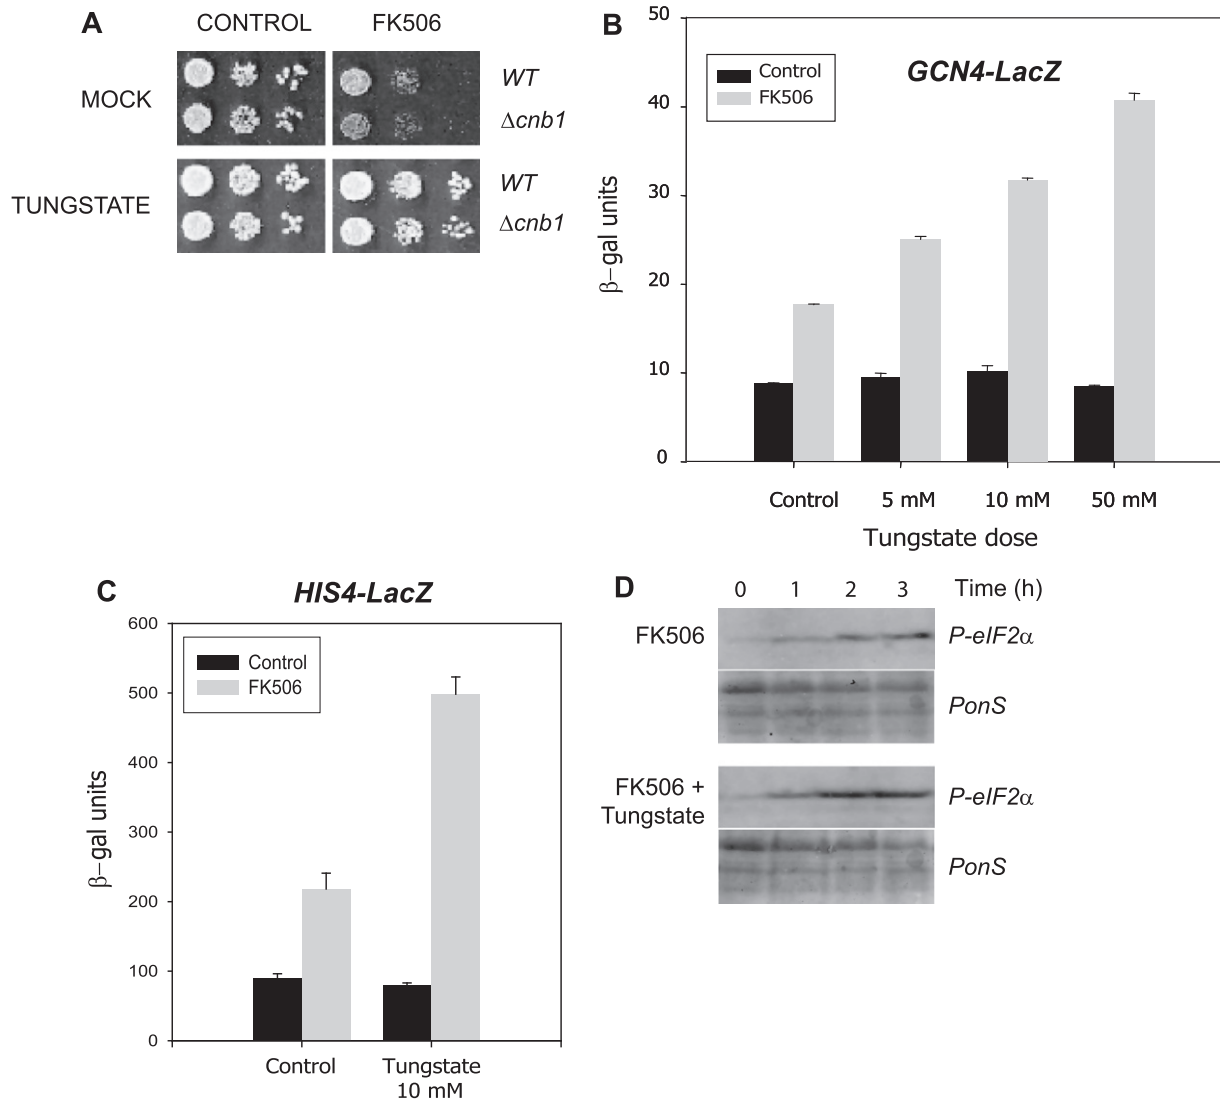 A
CONTROL FK506
MOCK
WT
Δcnb1
TUNGSTATE
WT
Δcnb1
B
GCN4-LacZ
Control
FK506
50
40
30
20
10
0
β−gal units
Control 5 mM 10 mM 50 mM
Tungstate dose
C
HIS4-LacZ
Control
FK506
600
500
400
300
200
100
0
β−gal units
Control Tungstate
10 mM
D
0 1 2 3 Time (h)
FK506
P-eIF2α
PonS
FK506 +
Tungstate
P-eIF2α
PonS